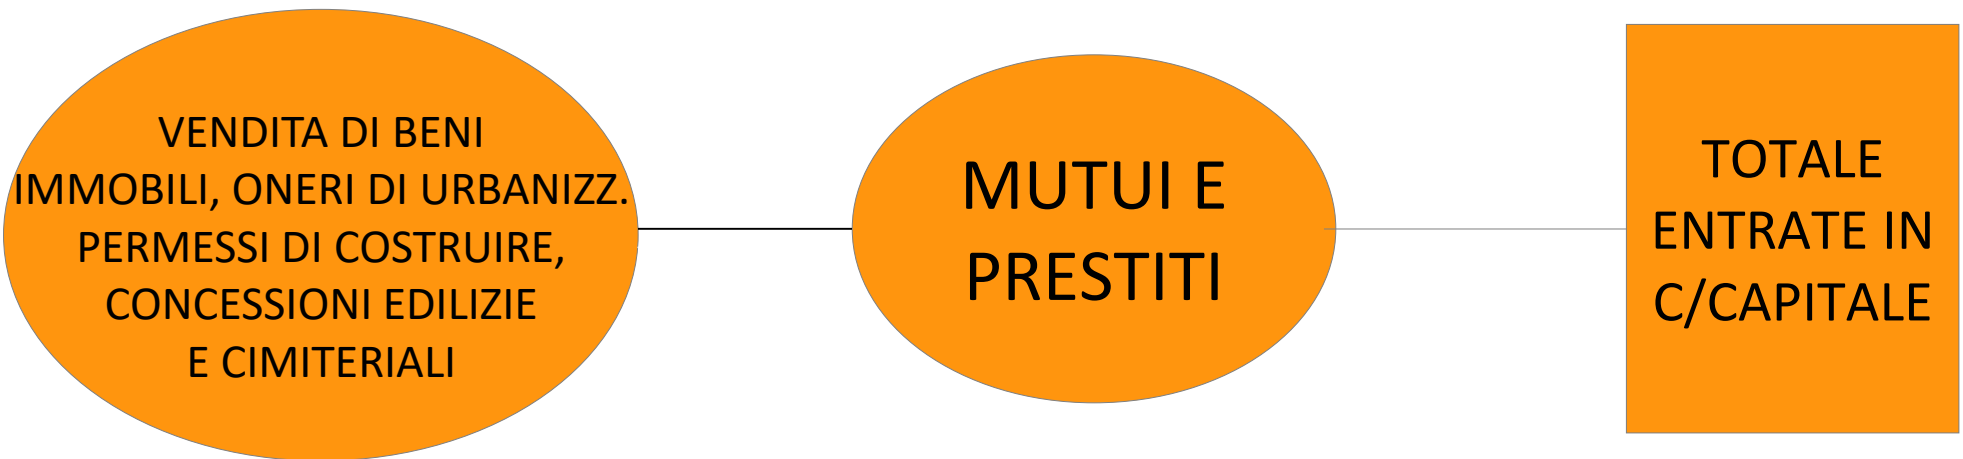 VENDITA DI BENI
IMMOBILI, ONERI DI URBANIZZ.
PERMESSI DI COSTRUIRE,
CONCESSIONI EDILIZIE
E CIMITERIALI
MUTUI E
PRESTITI
TOTALE
ENTRATE IN
C/CAPITALE